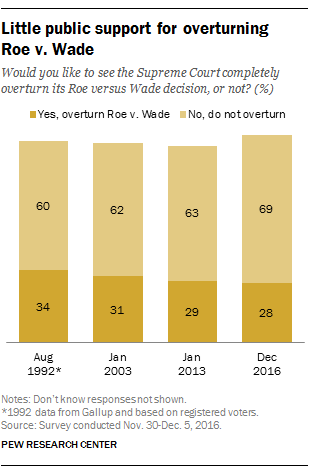 Little public support for overturning
Roe v. Wade
Would you like to see the Supreme Court completely
overturn its Roe versus Wade decision, or not? (%)
Yes, overturn Roe v. Wade No, do not overturn
60 62 63 69
34 31 29 28
Aug Jan Jan Dec
1992* 2003 2013 2016
Notes: Don't know responses not shown.
*1992 data from Gallup and based on registered voters.
Source: Survey conducted Nov. 30-Dec. 5, 2016.
PEW RESEARCH CENTER